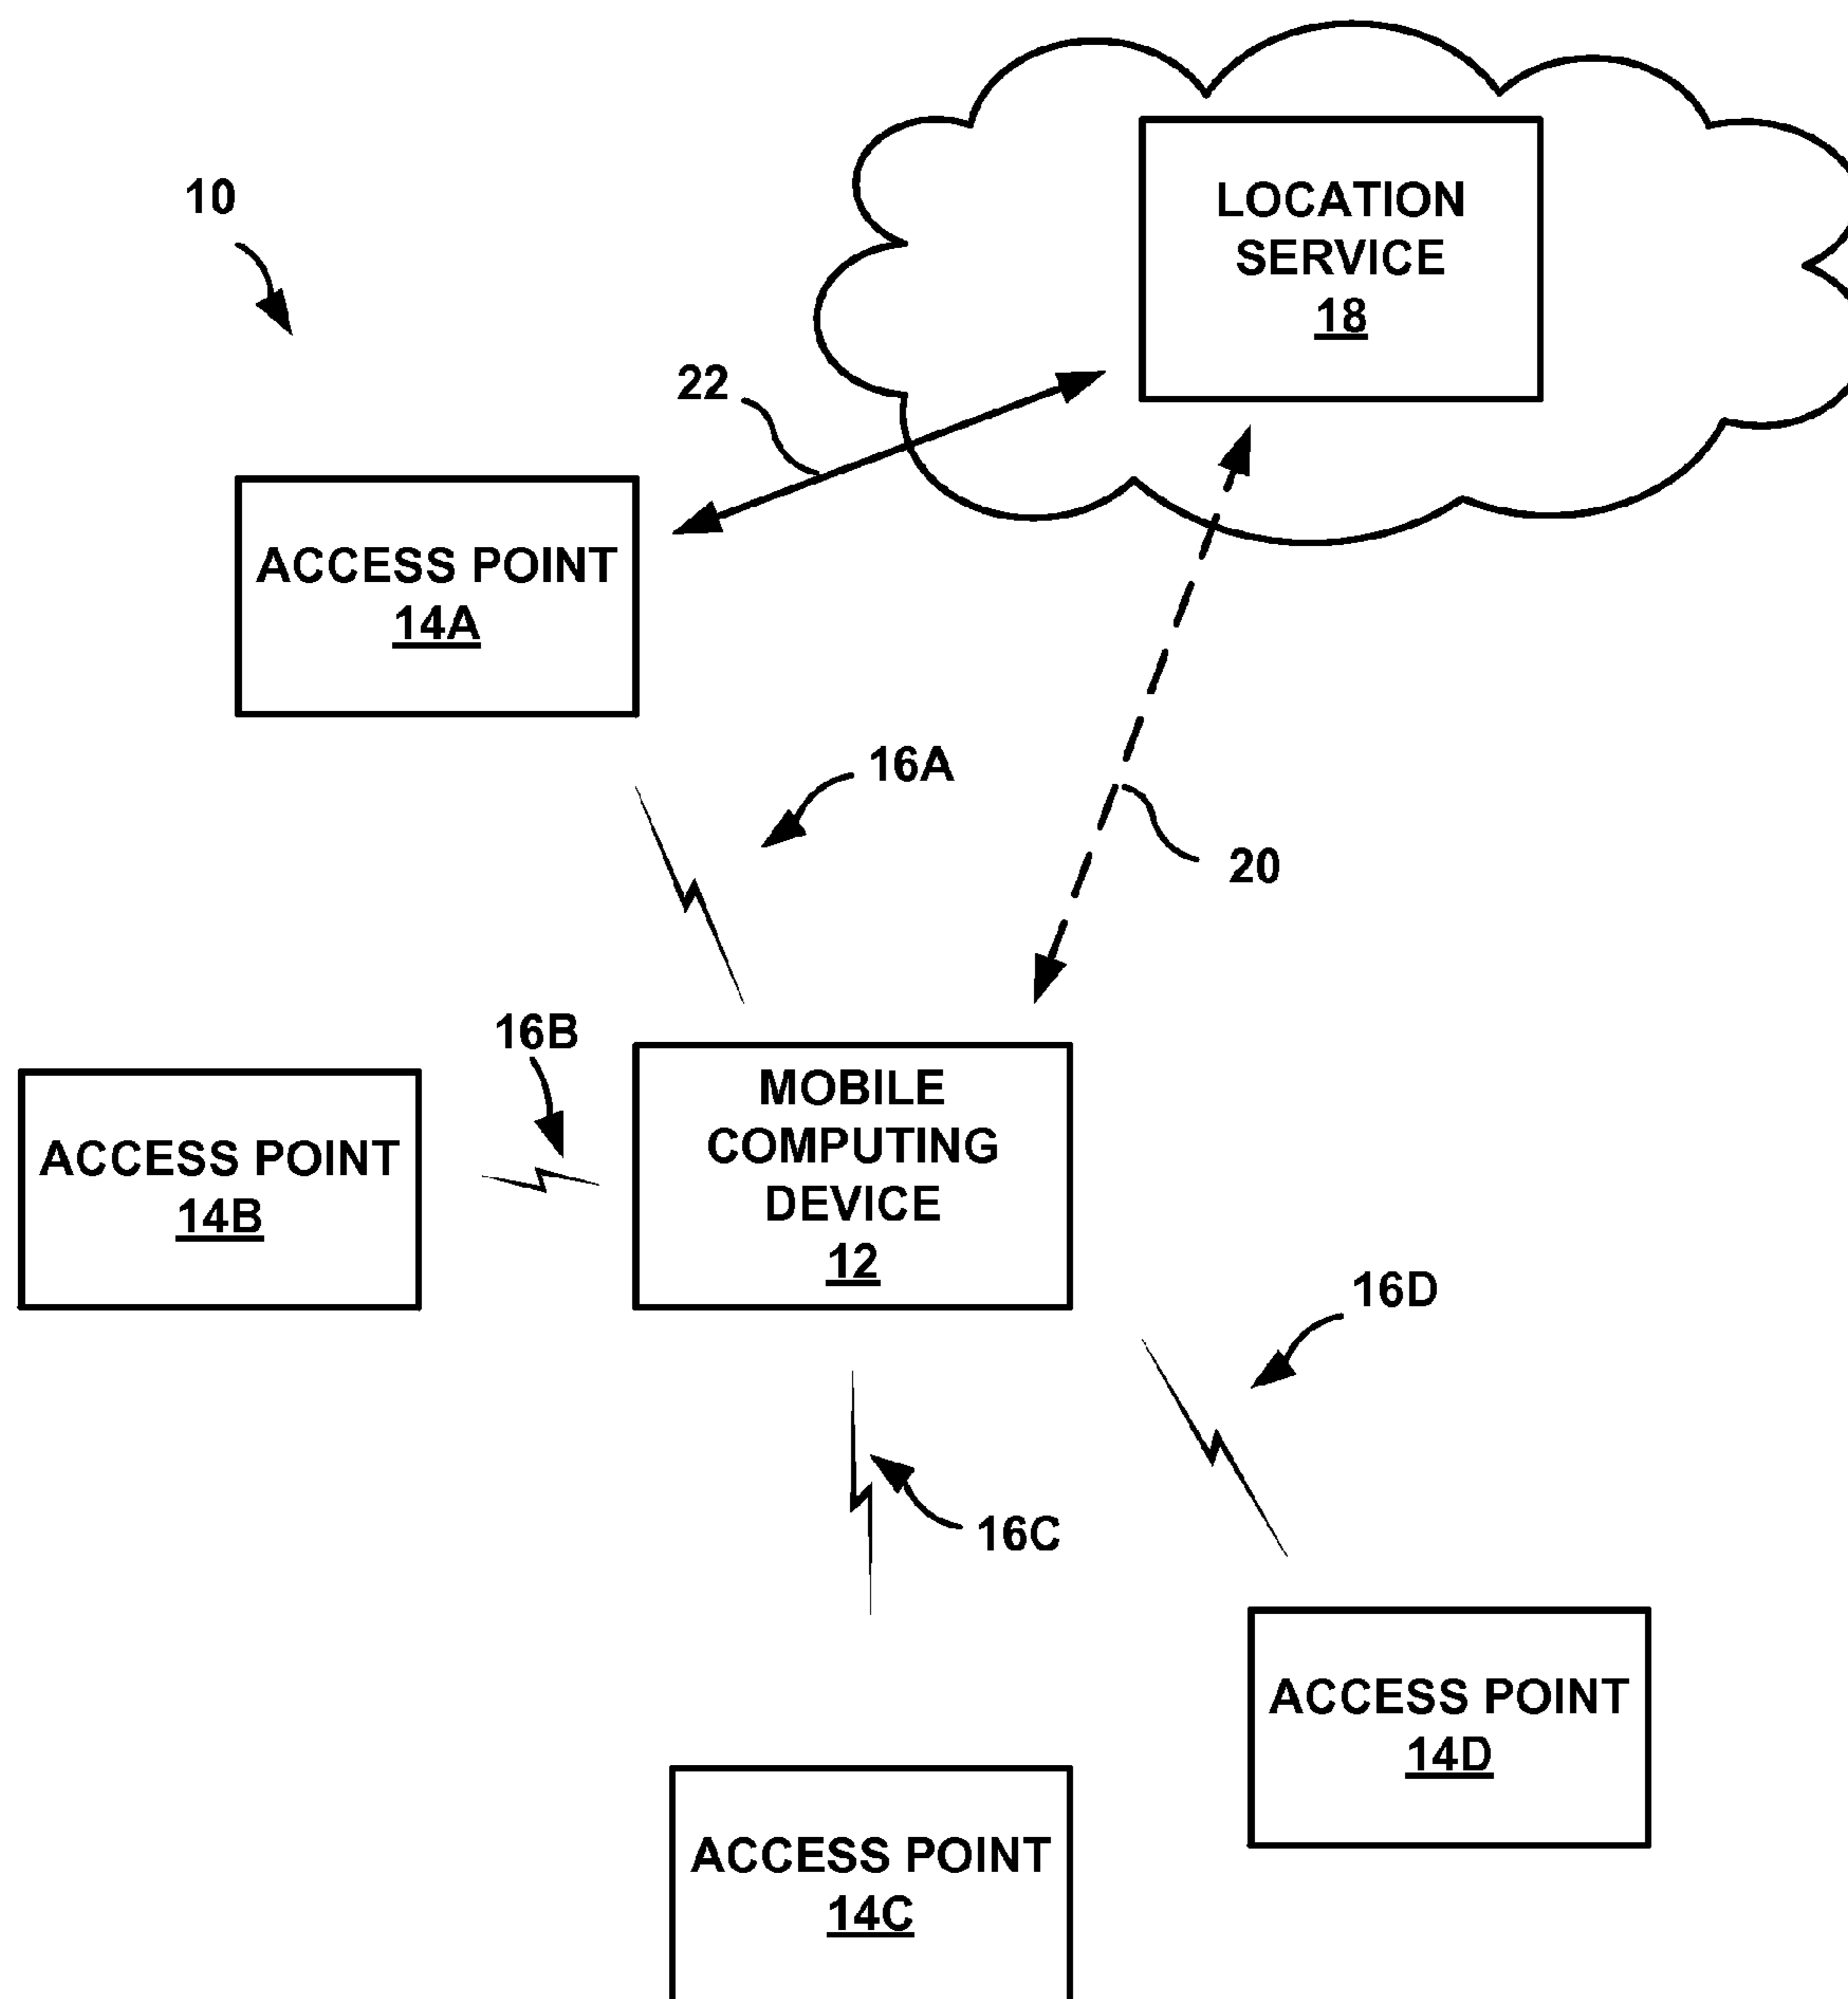 10
LOCATION
SERVICE
18
22
ACCESS POINT
14A
16A
20
16B
MOBILE
COMPUTING
DEVICE
12
ACCESS POINT
14B
16D
16C
ACCESS POINT
14D
ACCESS POINT
14C